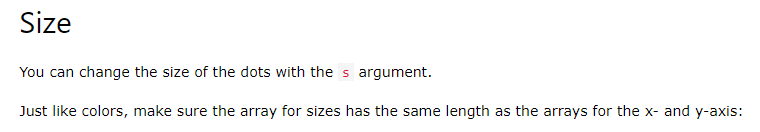 Size
You can change the size of the dots with the s argument.
Just like colors, make sure the array for sizes has the same length as the arrays for the x- and y-axis: